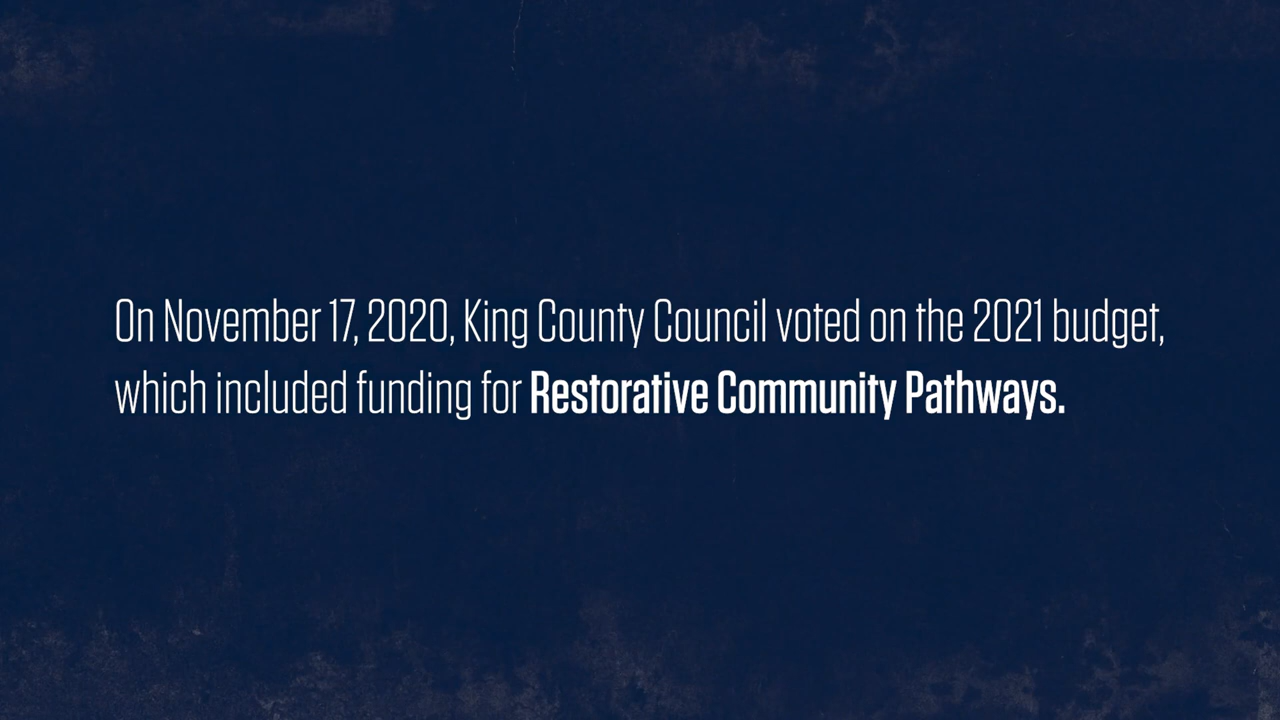 On November 17, 2020, King County Council voted on the 2021 budget,
which included funding for Restorative Community Pathways.